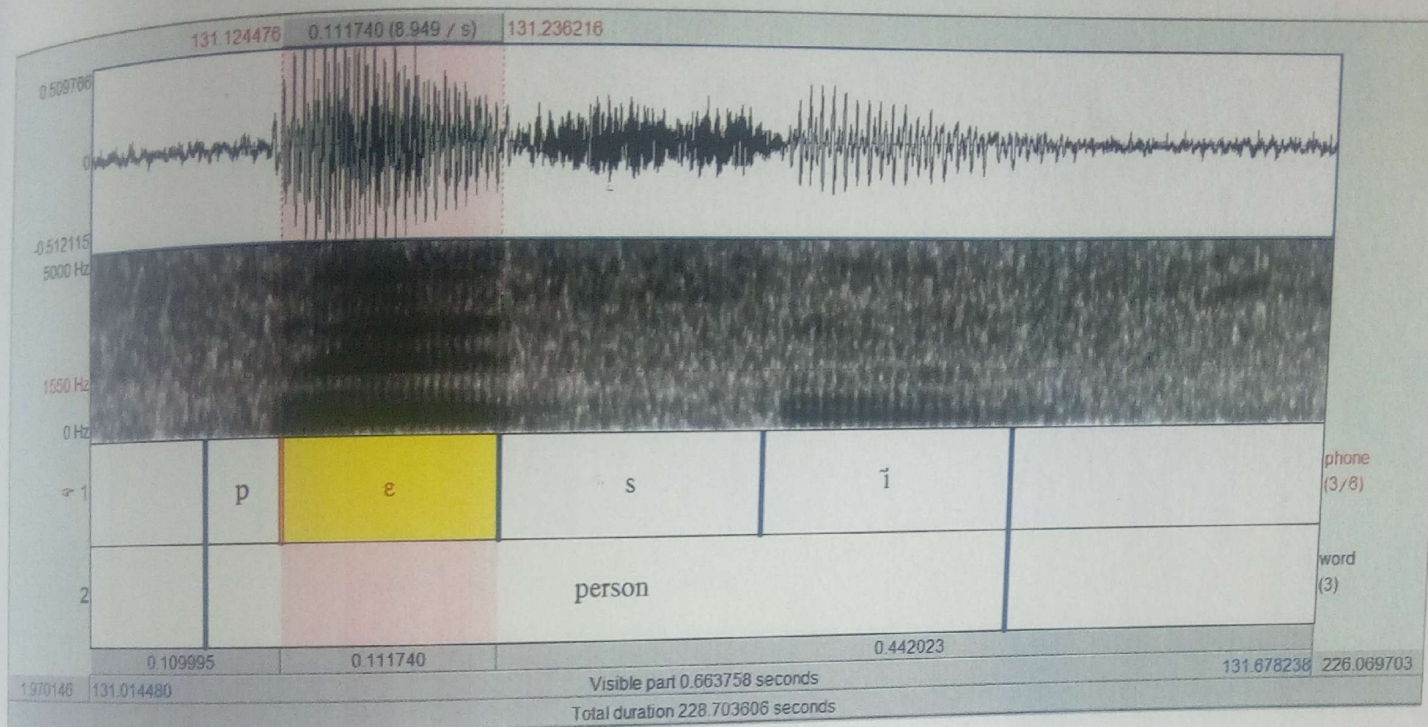 131.124476 0.111740 (8.949 / s) 131.236216
0.509766
0
-0.512115
5000 Hz
1550 Hz
0 Hz
☞ 1 p ɛ s ĩ phone
(3/6)
2 person word
(3)
0.109995 0.111740 0.442023
1.970146 131.014480 Visible part 0.663758 seconds 131.678238 226.069703
Total duration 228.703606 seconds